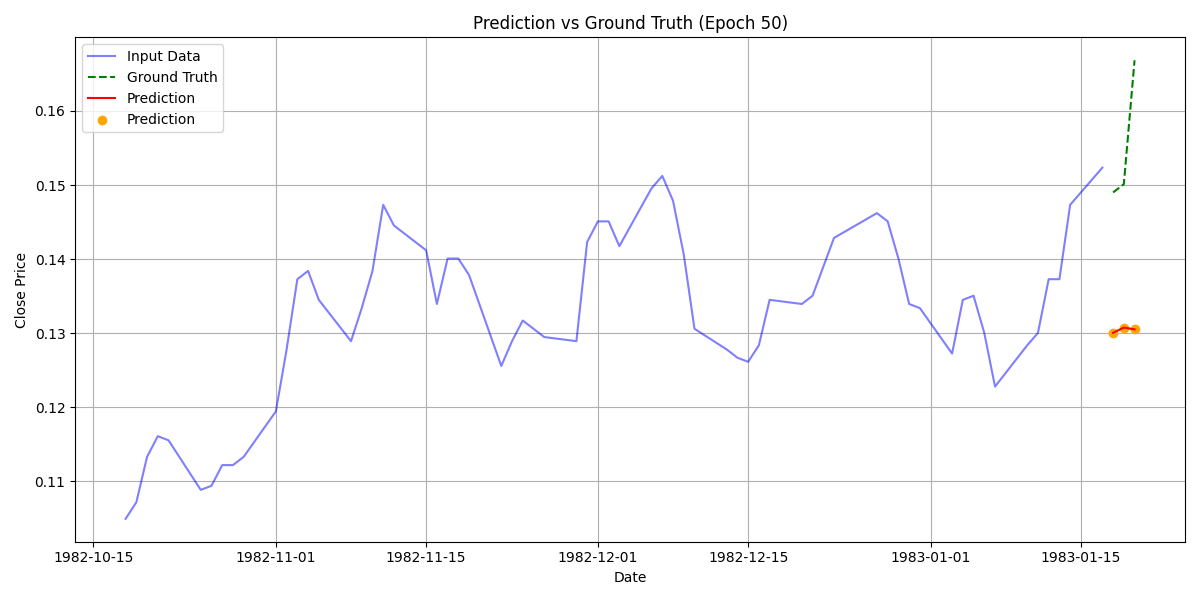 Prediction vs Ground Truth (Epoch 50)
Input Data
Ground Truth
Prediction
Prediction
Close Price
0.16
0.15
0.14
0.13
0.12
0.11
1982-10-15
1982-11-01
1982-11-15
1982-12-01
1982-12-15
1983-01-01
1983-01-15
Date